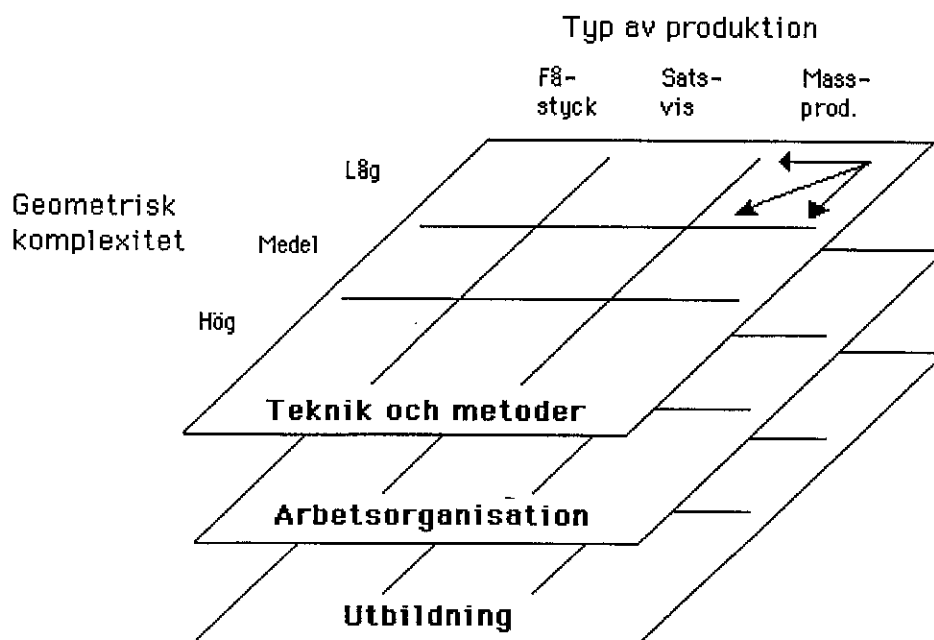 Typ av produktion
Få-
styck
Sats-
vis
Mass-
prod.
Låg
Geometrisk
komplexitet
Medel
Hög
Teknik och metoder
Arbetsorganisation
Utbildning